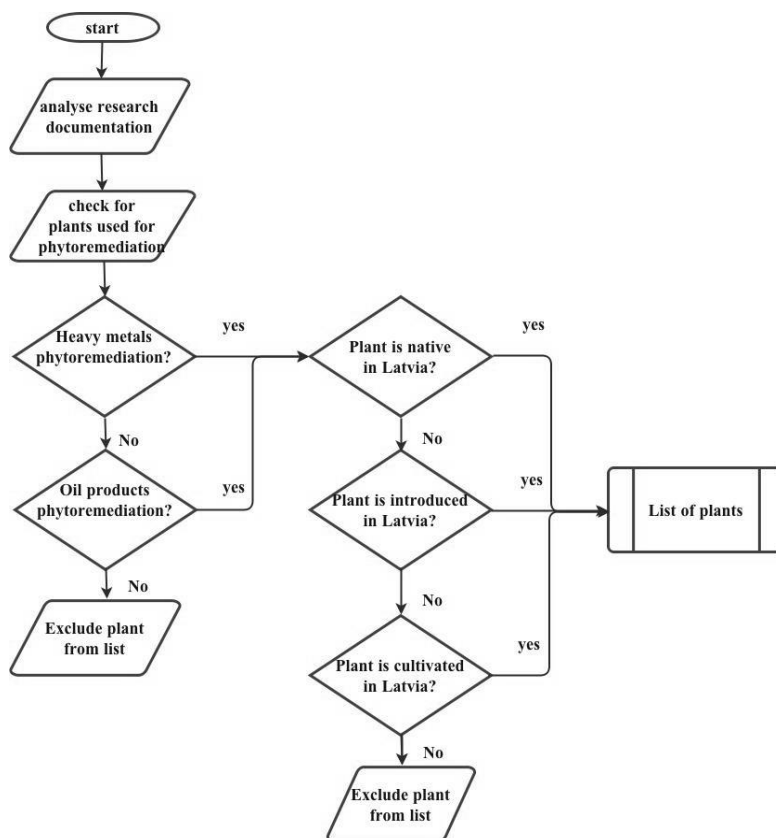 start
analyse research
documentation
check for
plants used for
phytoremediation
Heavy metals
phytoremediation?
yes
No
Oil products
phytoremediation?
yes
No
Exclude plant
from list
Plant is native
in Latvia?
yes
No
Plant is introduced
in Latvia?
yes
No
Plant is cultivated
in Latvia?
yes
No
Exclude plant
from list
List of plants